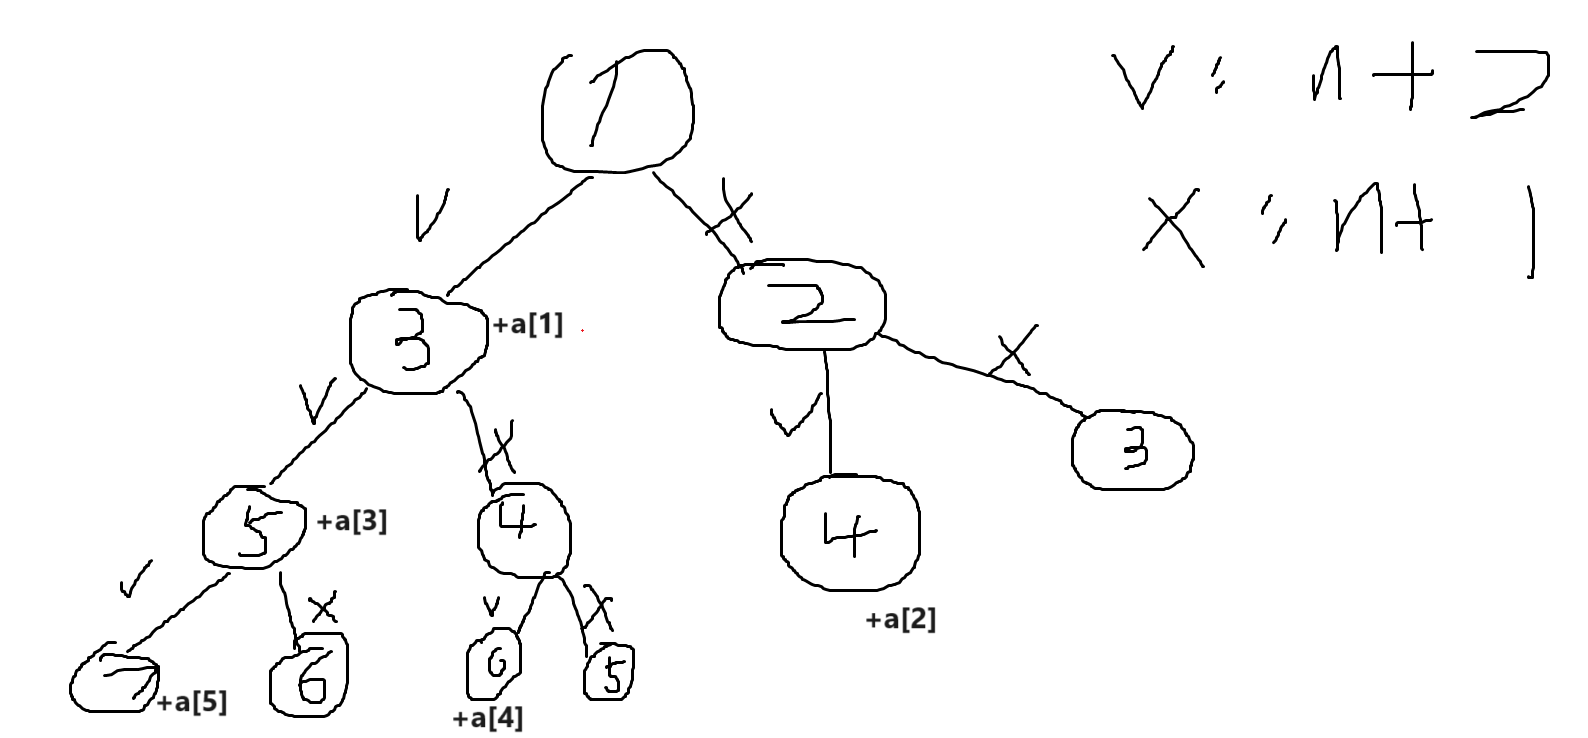 1
√ : n + 2
√ X
X : n + 1
3 +a[1] 2
√ X √ X
5 +a[3] 4 4 3
√ X √ X
+a[2]
7 +a[5] 6 6 5
+a[4]